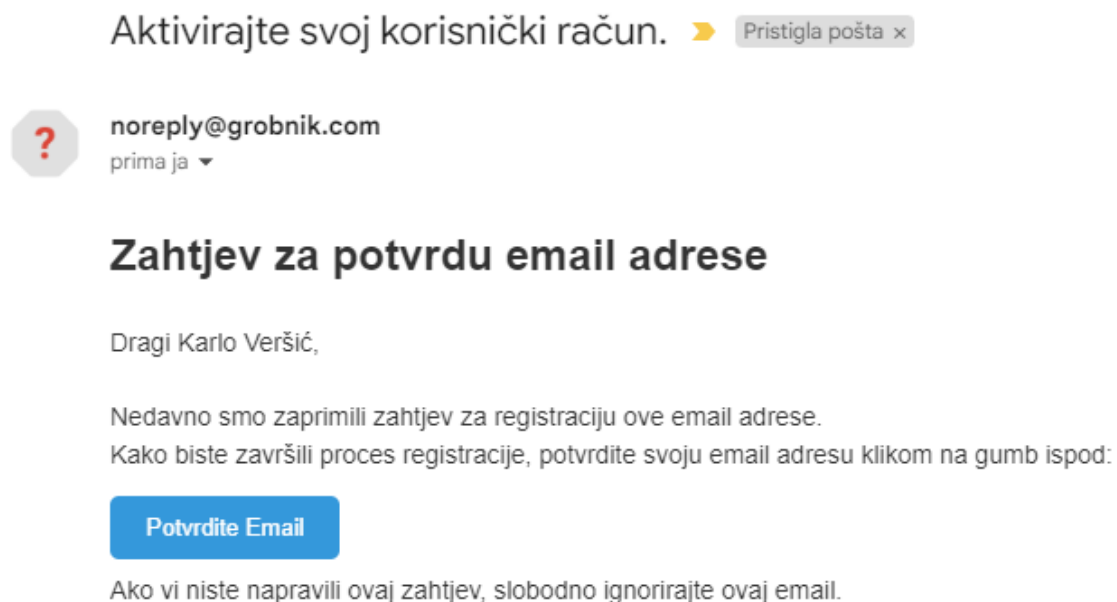 Aktivirajte svoj korisnički račun. Pristigla pošta ×
?
noreply@grobnik.com
prima ja
Zahtjev za potvrdu email adrese
Dragi Karlo Veršić,
Nedavno smo zaprimili zahtjev za registraciju ove email adrese.
Kako biste završili proces registracije, potvrdite svoju email adresu klikom na gumb ispod:
Potvrdite Email
Ako vi niste napravili ovaj zahtjev, slobodno ignorirajte ovaj email.